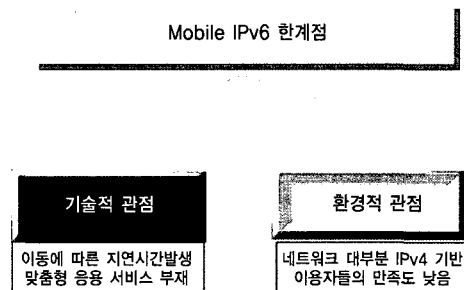 Mobile IPv6 한계점
기술적 관점
이동에 따른 지연시간발생
맞춤형 응용 서비스 부재
환경적 관점
네트워크 대부분 IPv4 기반
이용자들의 만족도 낮음